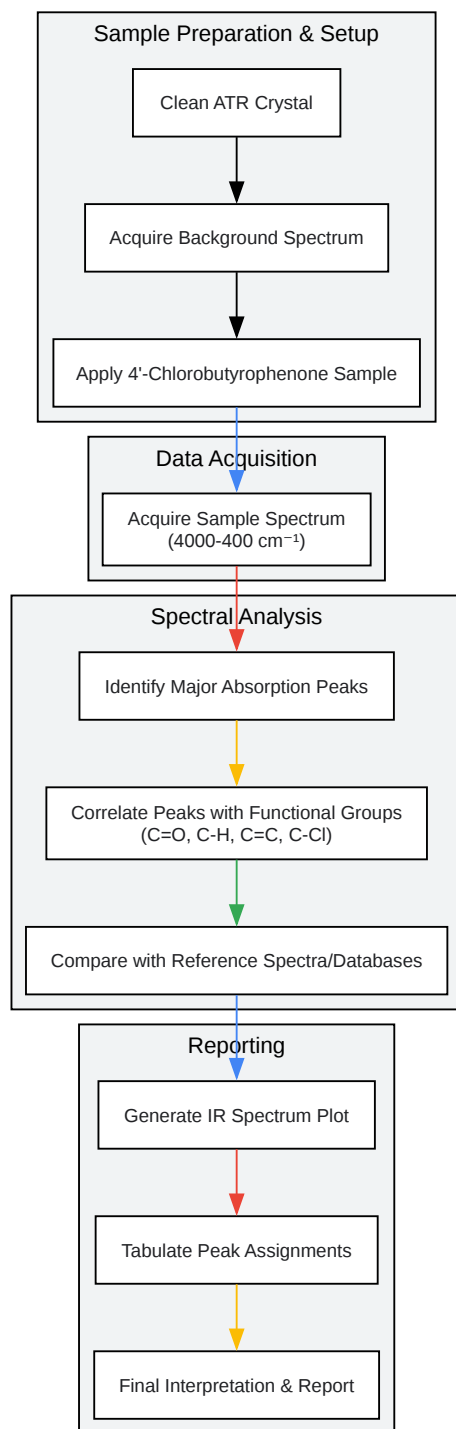 Sample Preparation & Setup
Clean ATR Crystal
Acquire Background Spectrum
Apply 4'-Chlorobutyrophenone Sample
Data Acquisition
Acquire Sample Spectrum
(4000-400 cm⁻¹)
Spectral Analysis
Identify Major Absorption Peaks
Correlate Peaks with Functional Groups
(C=O, C-H, C=C, C-Cl)
Compare with Reference Spectra/Databases
Reporting
Generate IR Spectrum Plot
Tabulate Peak Assignments
Final Interpretation & Report